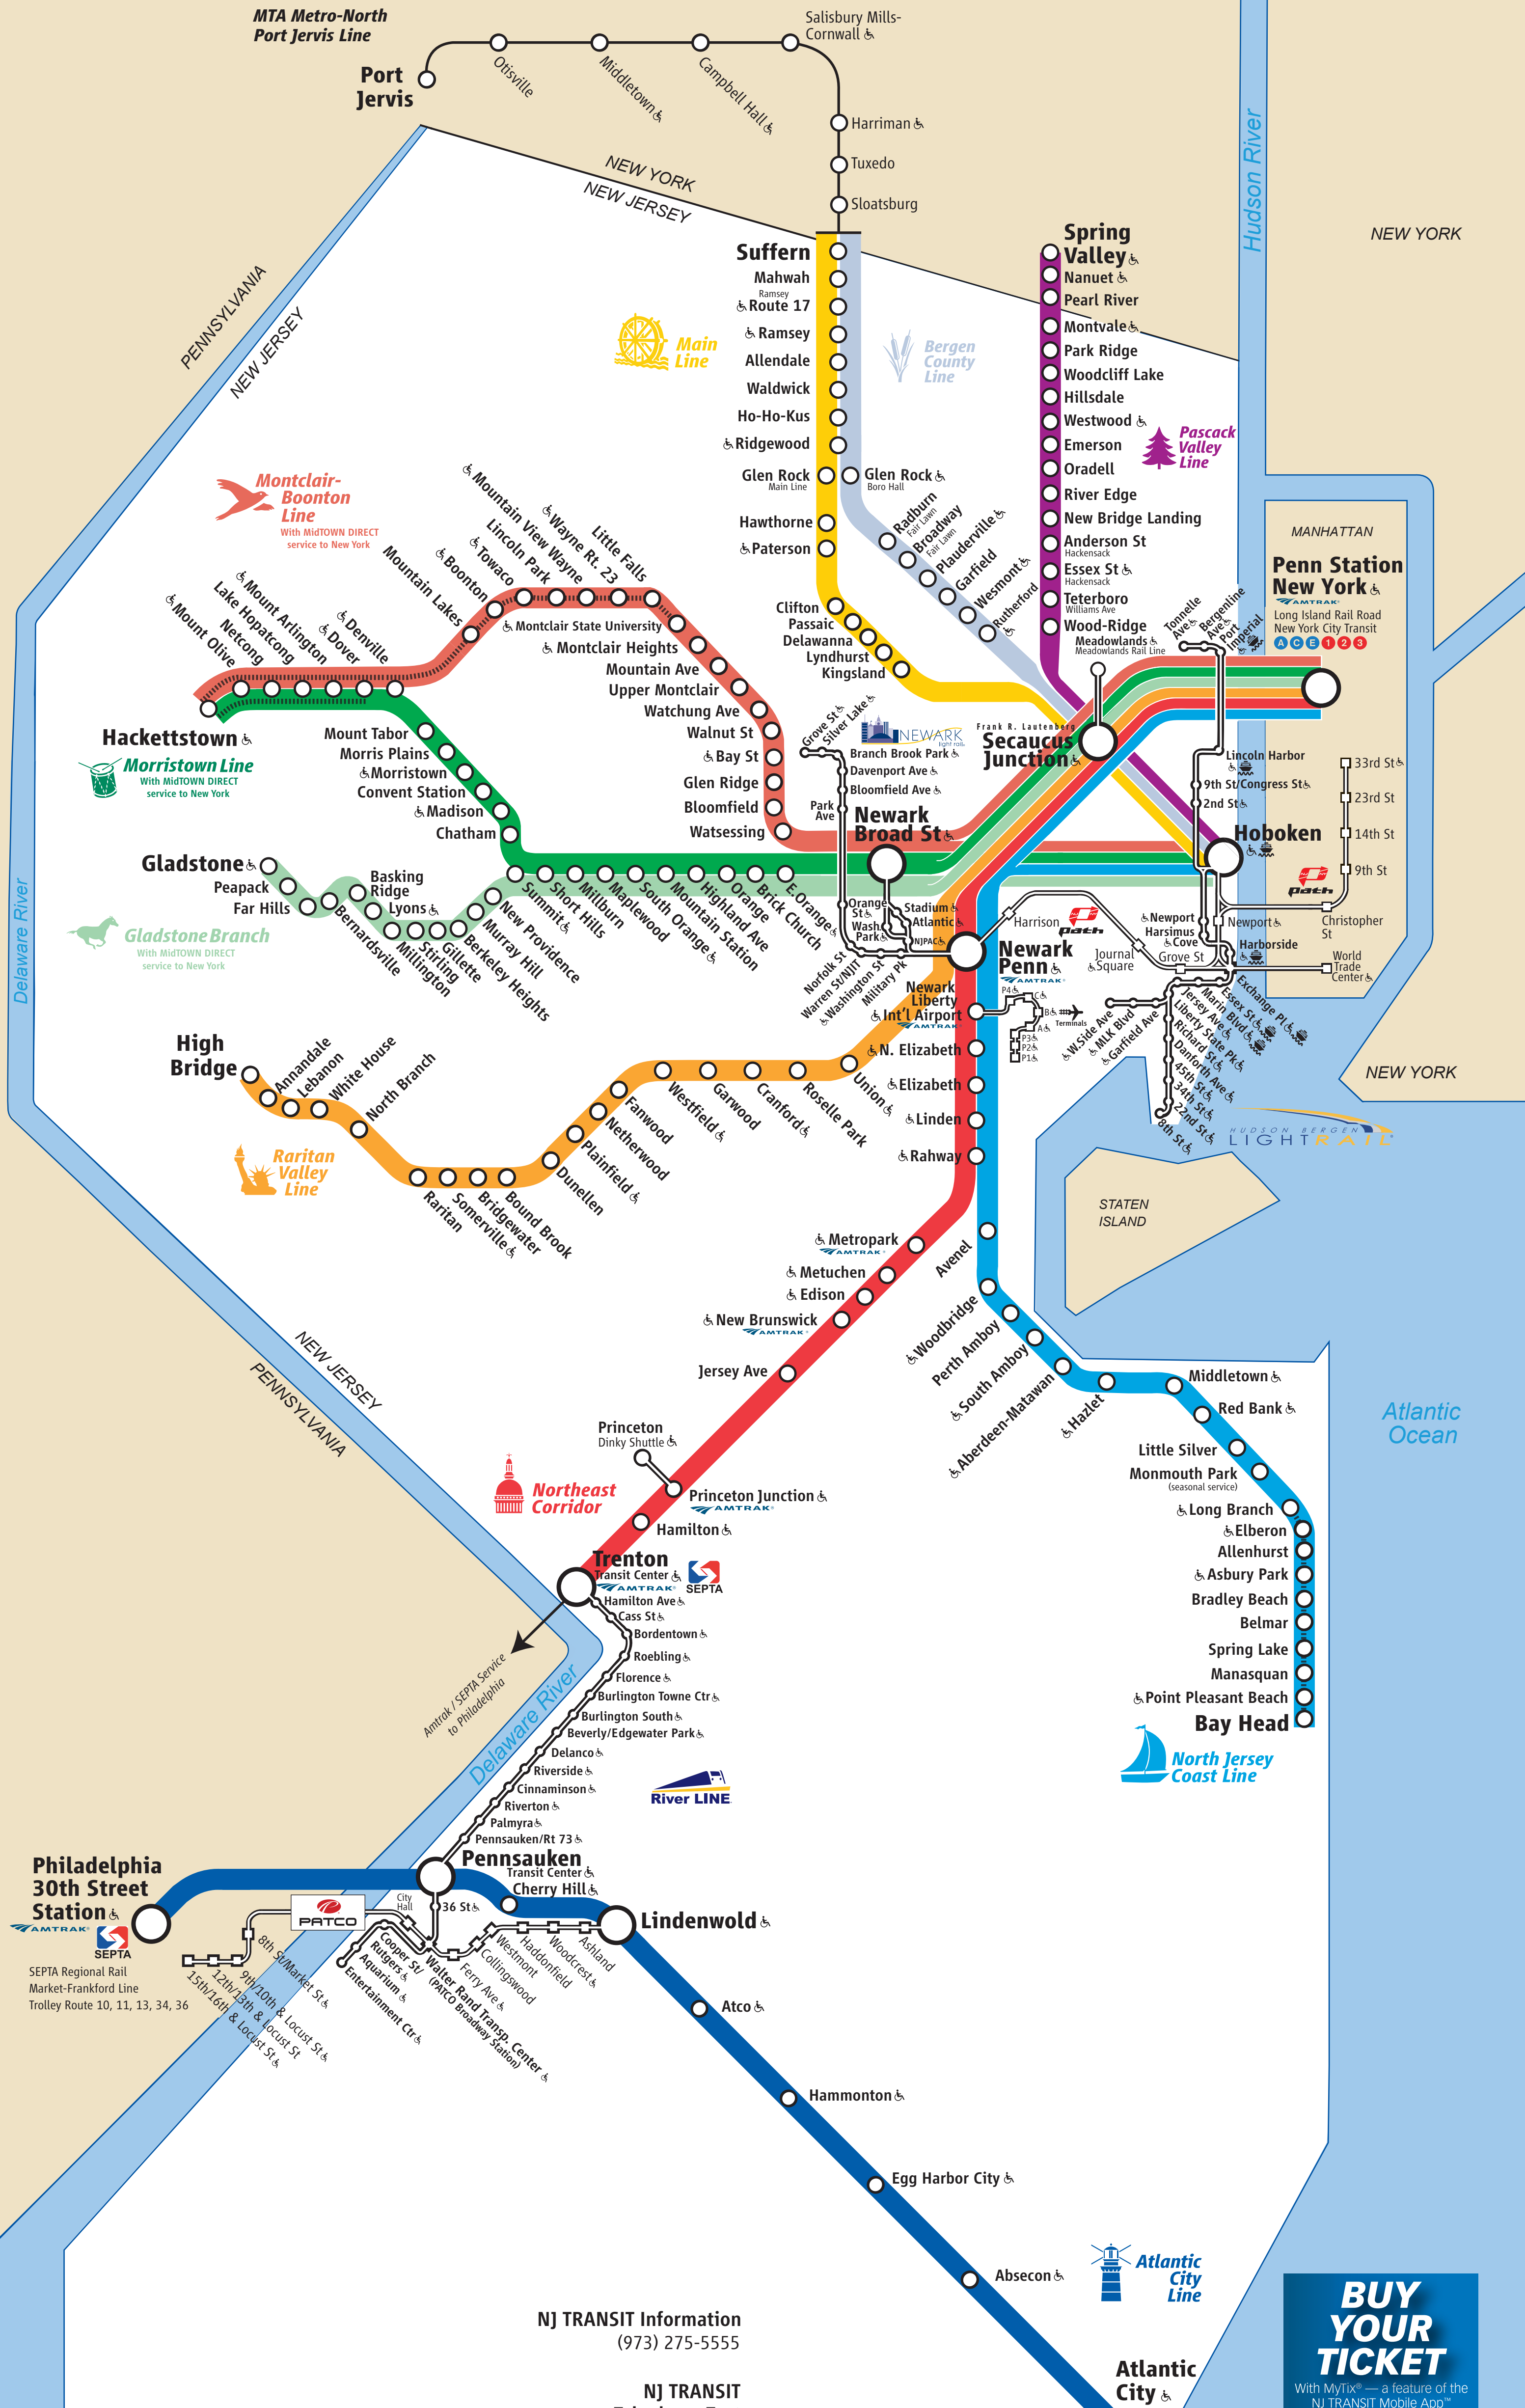 MTA Metro-North
Port Jervis Line
Port
Jervis
Otisville
Middletown
Campbell Hall
Salisbury Mills-
Cornwall
Harriman
Tuxedo
Sloatsburg
NEW YORK
NEW JERSEY
Hudson River
NEW YORK
PENNSYLVANIA
NEW JERSEY
Suffern
Mahwah
Ramsey
Route 17
Ramsey
Allendale
Waldwick
Ho-Ho-Kus
Ridgewood
Glen Rock
Main Line
Glen Rock
Boro Hall
Hawthorne
Paterson
Clifton
Passaic
Delawanna
Lyndhurst
Kingsland
Main
Line
Bergen
County
Line
Radburn
Fair Lawn
Broadway
Fair Lawn
Plauderville
Garfield
Wesmont
Rutherford
Spring
Valley
Nanuet
Pearl River
Montvale
Park Ridge
Woodcliff Lake
Hillsdale
Westwood
Emerson
Oradell
River Edge
New Bridge Landing
Anderson St
Hackensack
Essex St
Hackensack
Teterboro
Williams Ave
Wood-Ridge
Pascack
Valley
Line
Meadowlands
Meadowlands Rail Line
MANHATTAN
Penn Station
New York
AMTRAK
Long Island Rail Road
New York City Transit
A C E 1 2 3
Montclair-
Boonton
Line
With MidTOWN DIRECT
service to New York
Mount Olive
Netcong
Lake Hopatcong
Mount Arlington
Dover
Denville
Mountain Lakes
Boonton
Towaco
Lincoln Park
Mountain View Wayne
Wayne Rt. 23
Little Falls
Montclair State University
Montclair Heights
Mountain Ave
Upper Montclair
Watchung Ave
Walnut St
Bay St
Glen Ridge
Bloomfield
Watsessing
Hackettstown
Morristown Line
With MidTOWN DIRECT
service to New York
Mount Tabor
Morris Plains
Morristown
Convent Station
Madison
Chatham
Summit
Short Hills
Millburn
Maplewood
South Orange
Mountain Station
Highland Ave
Orange
Brick Church
E.Orange
Gladstone
Peapack
Far Hills
Bernardsville
Basking
Ridge
Lyons
Millington
Stirling
Gillette
Berkeley Heights
Murray Hill
New Providence
Gladstone Branch
With MidTOWN DIRECT
service to New York
Delaware River
Grove St
Silver Lake
NEWARK
light rail
Branch Brook Park
Davenport Ave
Bloomfield Ave
Park
Ave
Newark
Broad St
Orange
St
Wash.
Park
Stadium
Atlantic
NJPAC
Norfolk St
Warren St/NJIT
Washington St
Military Pk
Frank R. Lautenberg
Secaucus
Junction
Tonnelle
Ave
Bergenline
Ave
Port
Imperial
Lincoln Harbor
9th St/Congress St
2nd St
Hoboken
33rd St
23rd St
14th St
9th St
path
Christopher
St
Newport
Harsimus
Cove
Newport
Harborside
Harrison
path
Journal
Square
Grove St
World
Trade
Center
Exchange Pl
Essex St
Marin Blvd
Jersey Ave
Liberty State Pk
Richard St
Danforth Ave
45th St
34th St
22nd St
8th St
W.Side Ave
MLK Blvd
Garfield Ave
HUDSON BERGEN
LIGHTRAIL
NEW YORK
Newark
Penn
AMTRAK
Newark
Liberty
Int'l Airport
AMTRAK
P4
C
B
A
P3
P2
P1
Terminals
N. Elizabeth
Elizabeth
Linden
Rahway
High
Bridge
Annandale
Lebanon
White House
North Branch
Raritan
Somerville
Bridgewater
Bound Brook
Dunellen
Plainfield
Netherwood
Fanwood
Westfield
Garwood
Cranford
Roselle Park
Union
Raritan
Valley
Line
STATEN
ISLAND
Metropark
AMTRAK
Metuchen
Edison
New Brunswick
AMTRAK
Jersey Ave
Princeton
Dinky Shuttle
Princeton Junction
AMTRAK
Hamilton
Northeast
Corridor
Trenton
Transit Center
AMTRAK
SEPTA
NEW JERSEY
PENNSYLVANIA
Avenel
Woodbridge
Perth Amboy
South Amboy
Aberdeen-Matawan
Hazlet
Middletown
Red Bank
Little Silver
Monmouth Park
(seasonal service)
Long Branch
Elberon
Allenhurst
Asbury Park
Bradley Beach
Belmar
Spring Lake
Manasquan
Point Pleasant Beach
Bay Head
North Jersey
Coast Line
Atlantic
Ocean
Amtrak / SEPTA Service
to Philadelphia
Delaware River
Hamilton Ave
Cass St
Bordentown
Roebling
Florence
Burlington Towne Ctr
Burlington South
Beverly/Edgewater Park
Delanco
Riverside
Cinnaminson
Riverton
Palmyra
Pennsauken/Rt 73
River LINE
Pennsauken
Transit Center
Cherry Hill
Philadelphia
30th Street
Station
AMTRAK
SEPTA
SEPTA Regional Rail
Market-Frankford Line
Trolley Route 10, 11, 13, 34, 36
PATCO
City
Hall
36 St
8th St/Market St
9th/10th & Locust St
12th/13th & Locust St
15th/16th & Locust St
Cooper St/
Rutgers
Aquarium
Entertainment Ctr
Walter Rand Transp. Center
(PATCO Broadway Station)
Ferry Ave
Collingswood
Westmont
Haddonfield
Woodcrest
Ashland
Lindenwold
Atco
Hammonton
Egg Harbor City
Absecon
Atlantic
City
Line
Atlantic
City
NJ TRANSIT Information
(973) 275-5555
NJ TRANSIT
BUY
YOUR
TICKET
With MyTix® — a feature of the
NJ TRANSIT Mobile App™